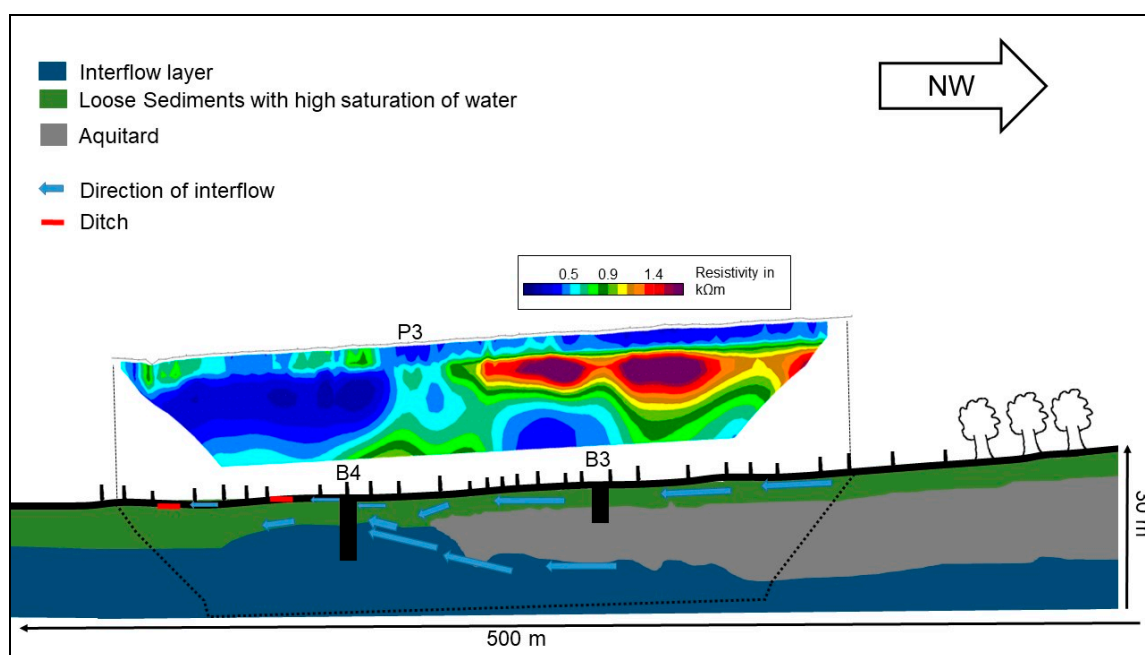 Interflow layer
Loose Sediments with high saturation of water
Aquitard
Direction of interflow
Ditch
NW
0.5 0.9 1.4 Resistivity in
kΩm
P3
B4
B3
30 m
500 m